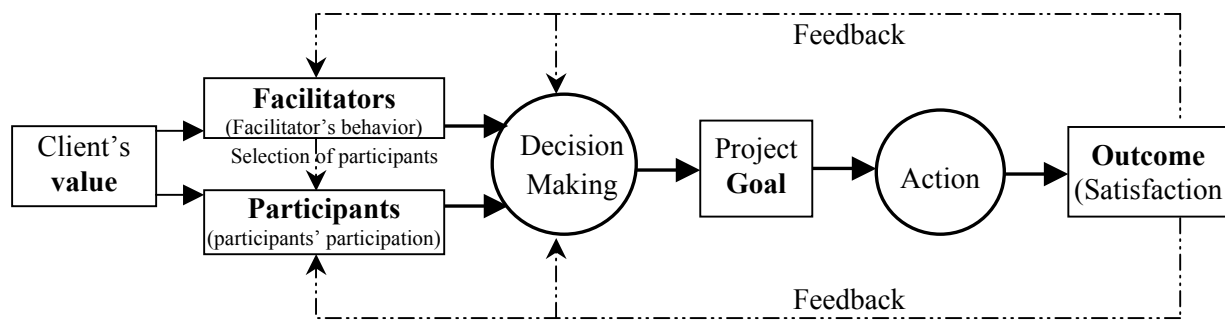 Feedback
Facilitators
(Facilitator's behavior)
Selection of participants
Client's
value
Participants
(participants' participation)
Decision
Making
Project
Goal
Action
Outcome
(Satisfaction
Feedback